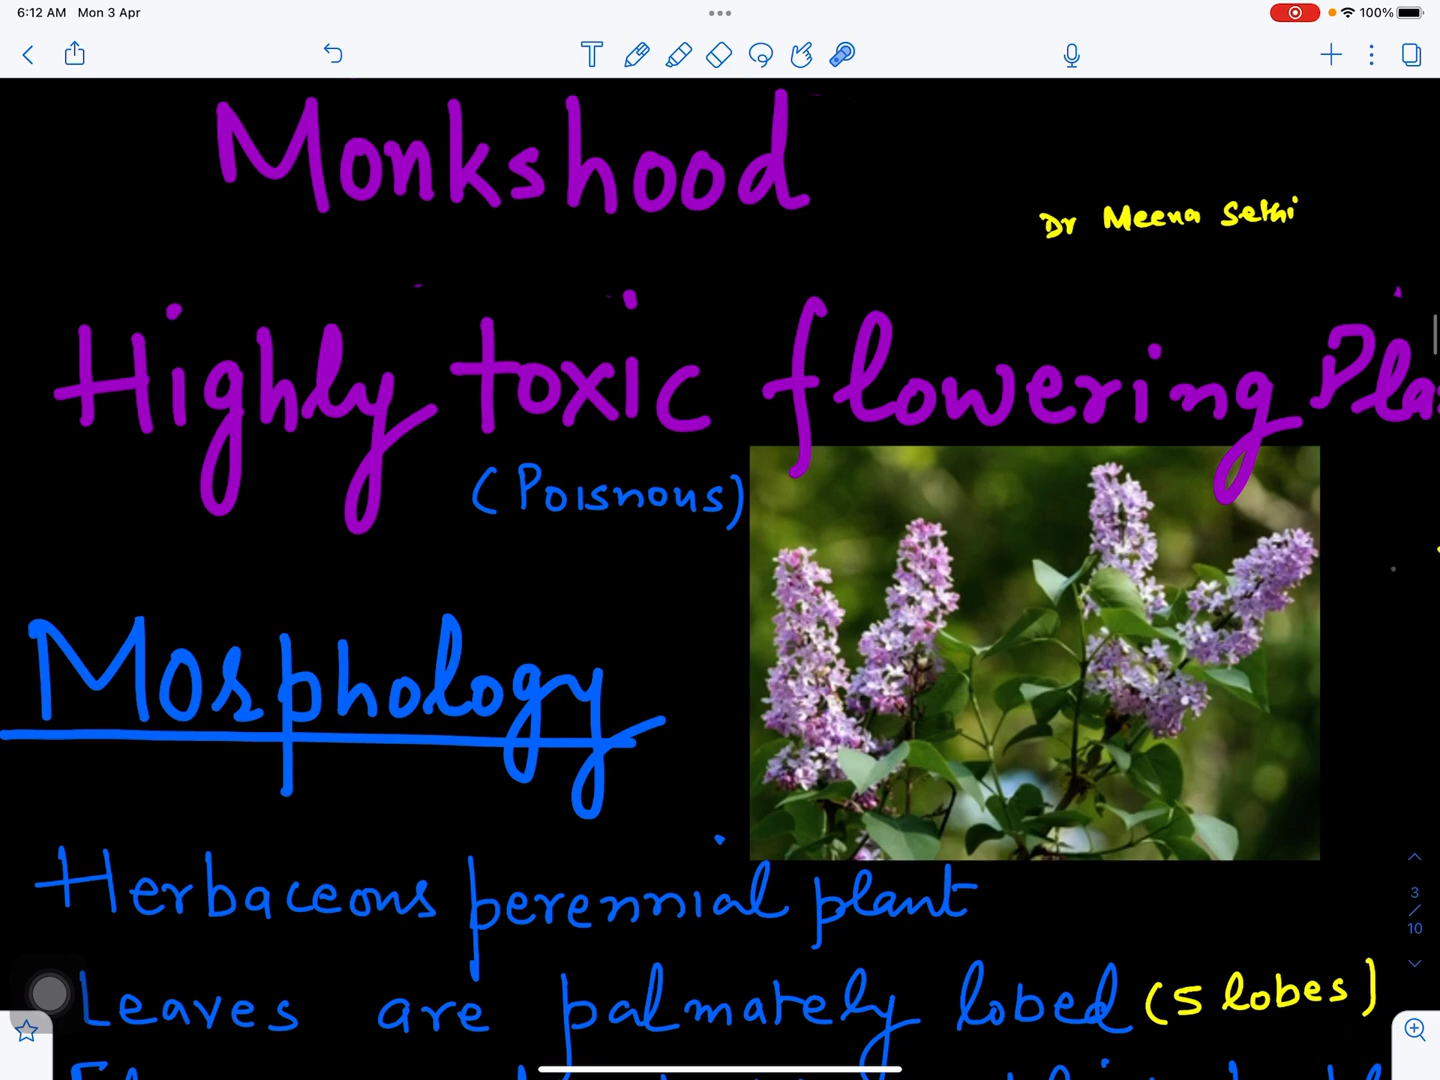 6:12 AM Mon 3 Apr
100%
Monkshood
Dr Meena Sethi
Highly toxic flowering Pla
(Poisnous)
Morphology
Herbaceous perennial plant
Leaves are palmately lobed (5 lobes)
3
/
10